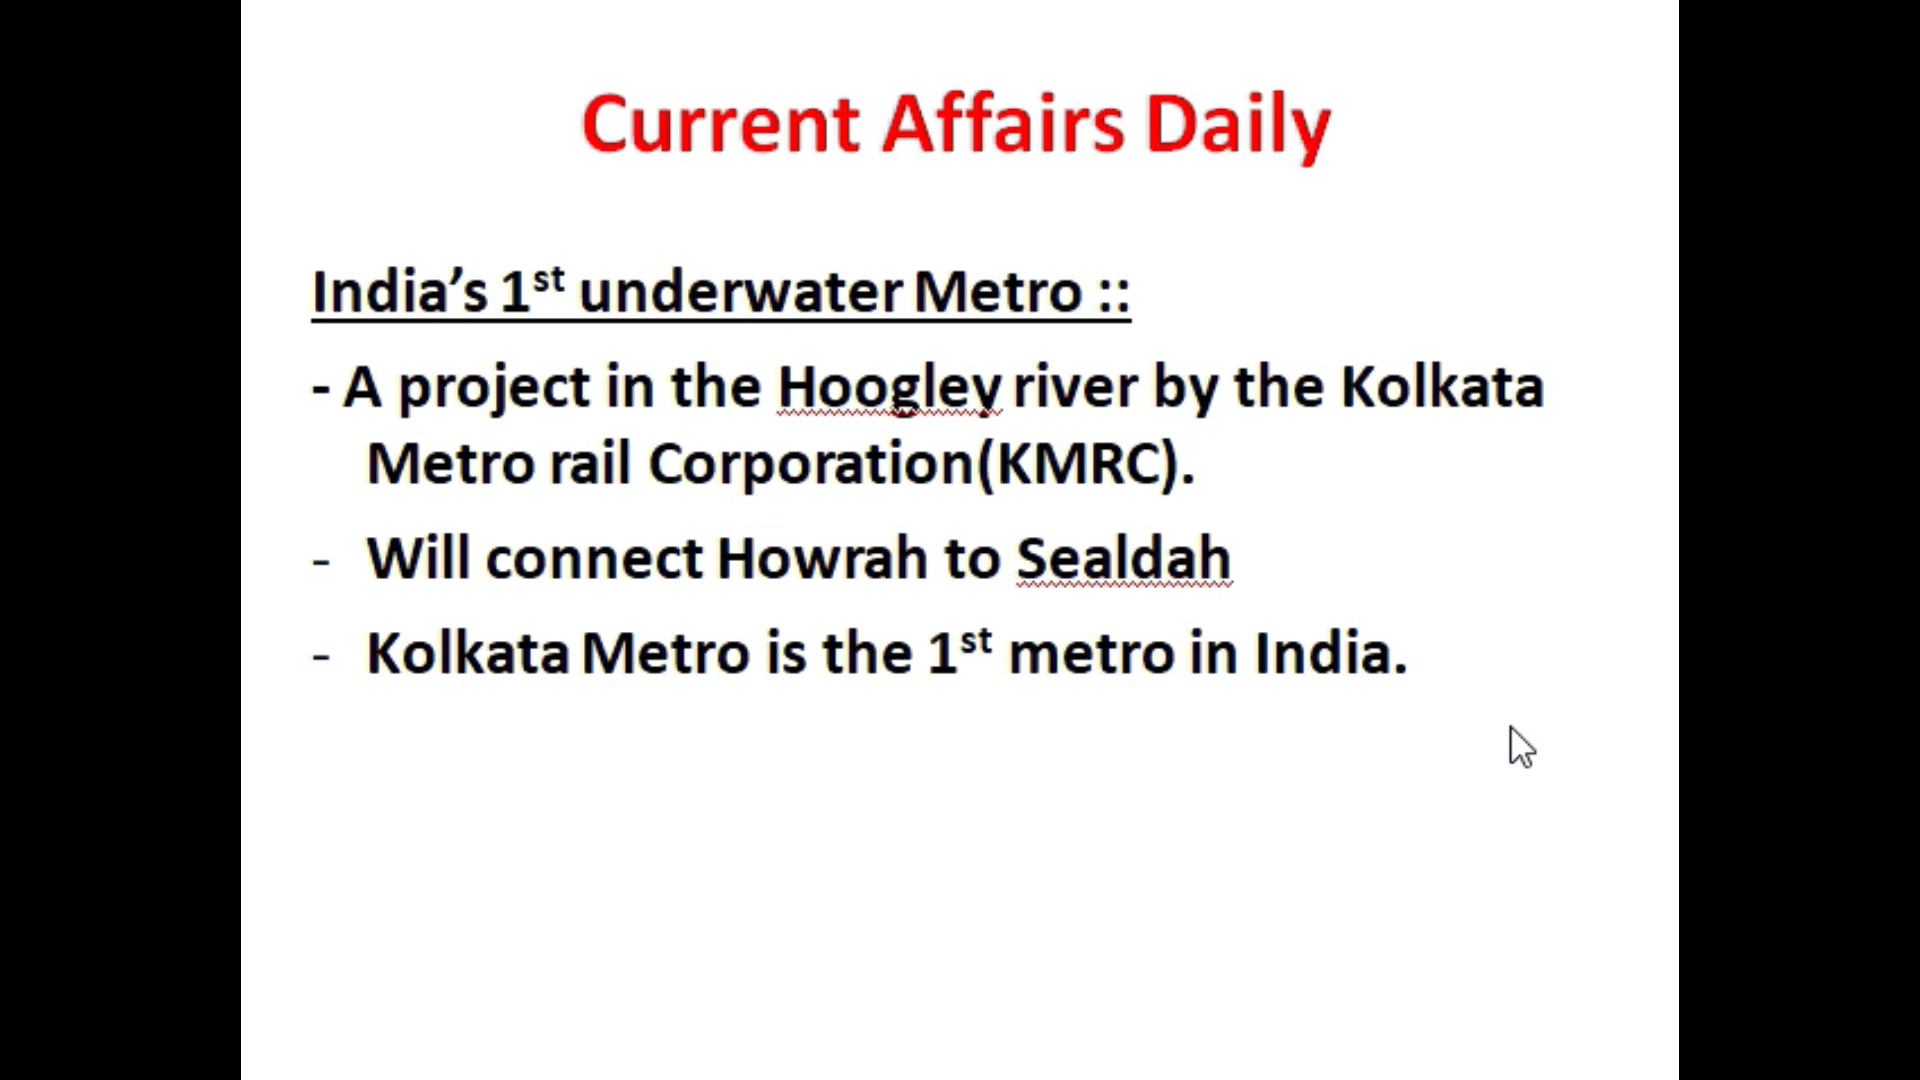 Current Affairs Daily
India’s 1st underwater Metro ::
- A project in the Hoogley river by the Kolkata
Metro rail Corporation(KMRC).
- Will connect Howrah to Sealdah
- Kolkata Metro is the 1st metro in India.